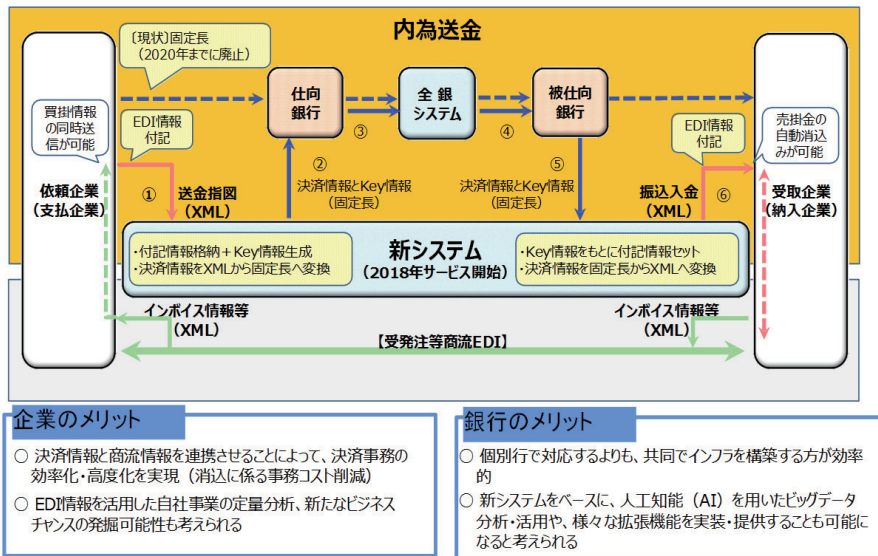 内為送金
〔現状〕固定長
（2020年までに廃止）
仕向
銀行
全銀
システム
被仕向
銀行
③
④
買掛情報
の同時送
信が可能
EDI情報
付記
EDI情報
付記
売掛金の
自動消込
みが可能
依頼企業
（支払企業）
①
送金指図
（XML）
②
決済情報とKey情報
（固定長）
⑤
決済情報とKey情報
（固定長）
振込入金
（XML）
⑥
受取企業
（納入企業）
・付記情報格納＋Key情報生成
・決済情報をXMLから固定長へ変換
新システム
（2018年サービス開始）
・Key情報をもとに付記情報セット
・決済情報を固定長からXMLへ変換
インボイス情報等
（XML）
インボイス情報等
（XML）
【受発注等商流EDI】
企業のメリット
○ 決済情報と商流情報を連携させることによって、決済事務の
効率化・高度化を実現（消込に係る事務コスト削減）
○ EDI情報を活用した自社事業の定量分析、新たなビジネス
チャンスの発掘可能性も考えられる
銀行のメリット
○ 個別行で対応するよりも、共同でインフラを構築する方が効率
的
○ 新システムをベースに、人工知能（AI）を用いたビッグデータ
分析・活用や、様々な拡張機能を実装・提供することも可能に
なると考えられる